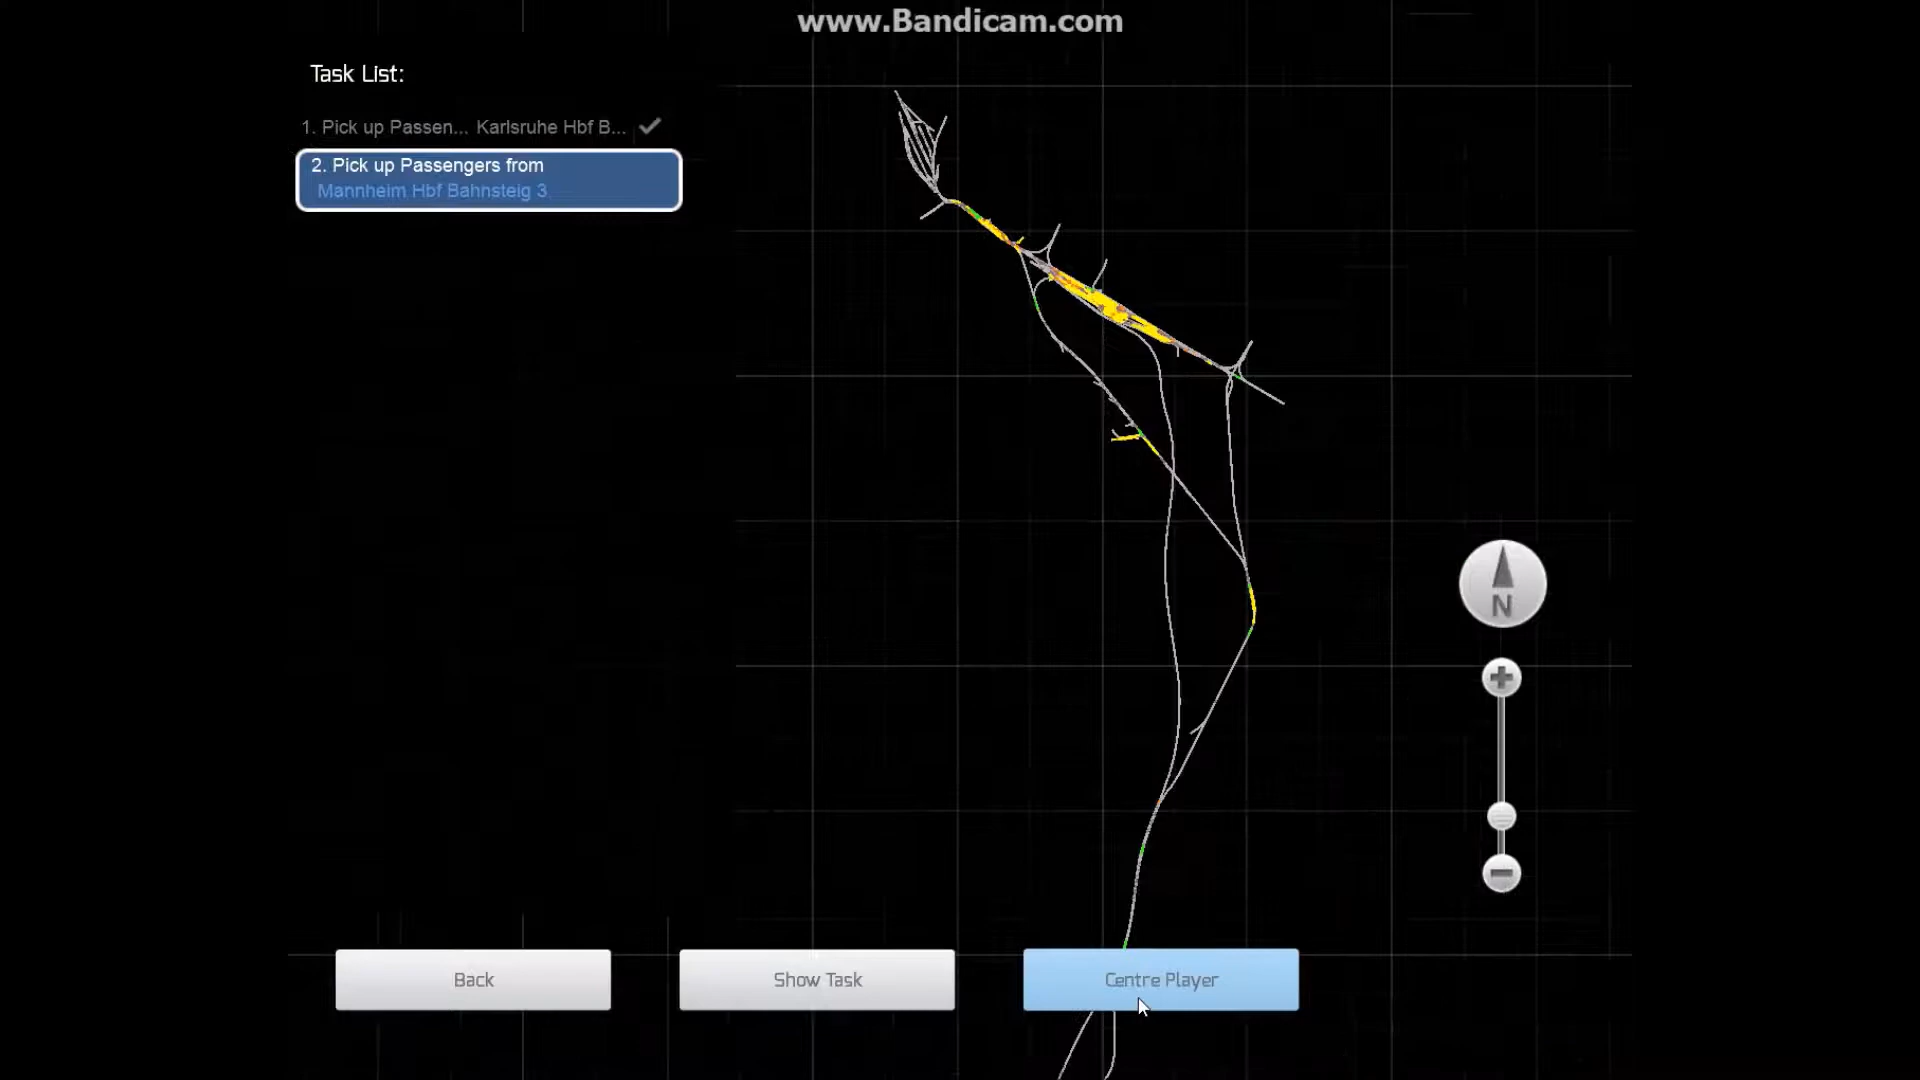 www.Bandicam.com
Task List:
1. Pick up Passen... Karlsruhe Hbf B...
2. Pick up Passengers from
Mannheim Hbf Bahnsteig 3.
N
Back
Show Task
Centre Player